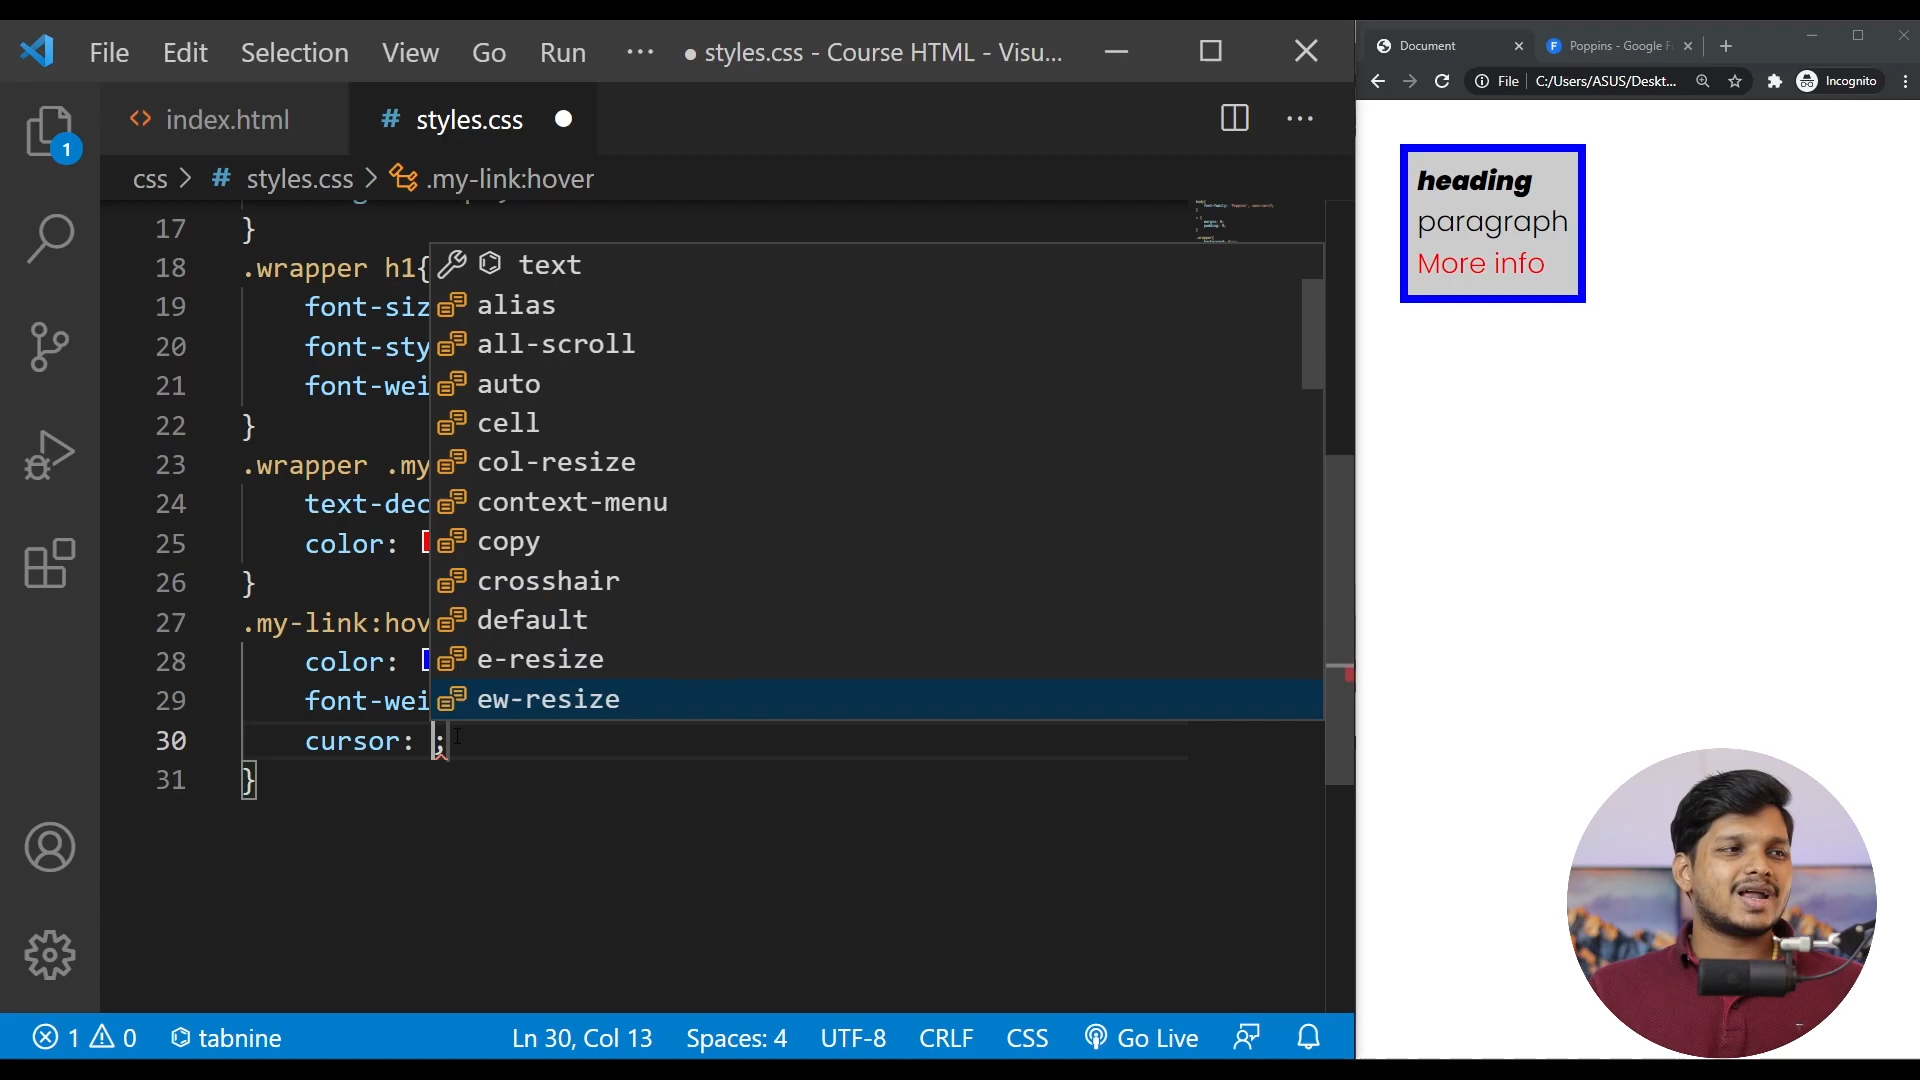 File Edit Selection View Go Run ··· ● styles.css - Course HTML - Visu...
index.html # styles.css
css > # styles.css > .my-link:hover
17 }
18 .wrapper h1{
19 font-siz
20 font-sty
21 font-wei
22 }
23 .wrapper .my
24 text-dec
25 color:
26 }
27 .my-link:hov
28 color:
29 font-wei
30 cursor: ;
31 }
text
alias
all-scroll
auto
cell
col-resize
context-menu
copy
crosshair
default
e-resize
ew-resize
1
1 0 tabnine Ln 30, Col 13 Spaces: 4 UTF-8 CRLF CSS Go Live
Document Poppins - Google F
File C:/Users/ASUS/Deskt... Incognito
heading
paragraph
More info